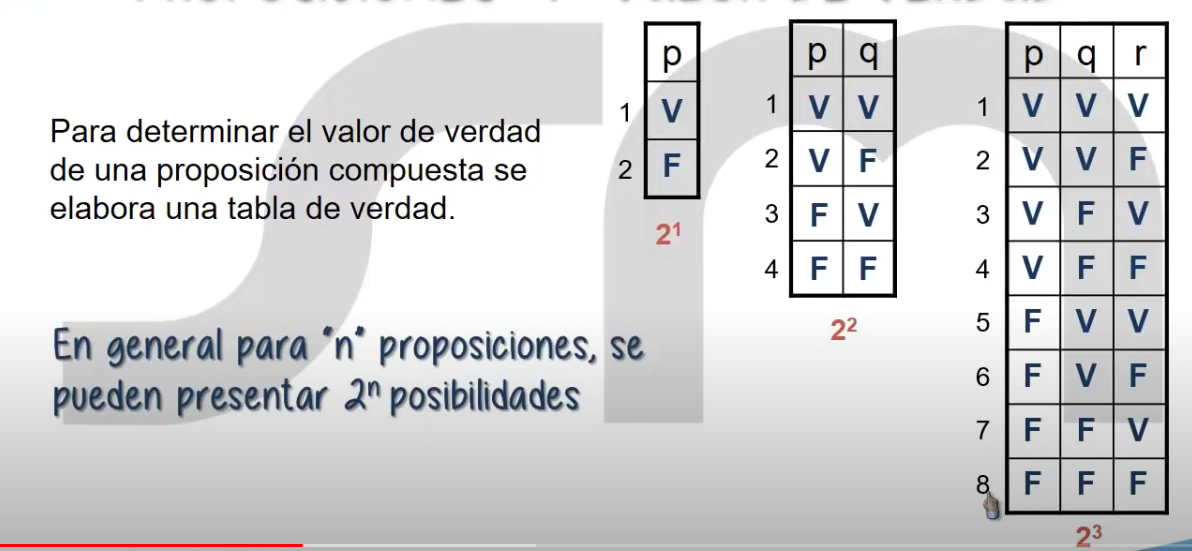 Para determinar el valor de verdad
de una proposición compuesta se
elabora una tabla de verdad.
En general para "n" proposiciones, se
pueden presentar 2ⁿ posibilidades
p
1 V
2 F
2¹
p q
1 V V
2 V F
3 F V
4 F F
2²
p q r
1 V V V
2 V V F
3 V F V
4 V F F
5 F V V
6 F V F
7 F F V
8 F F F
2³